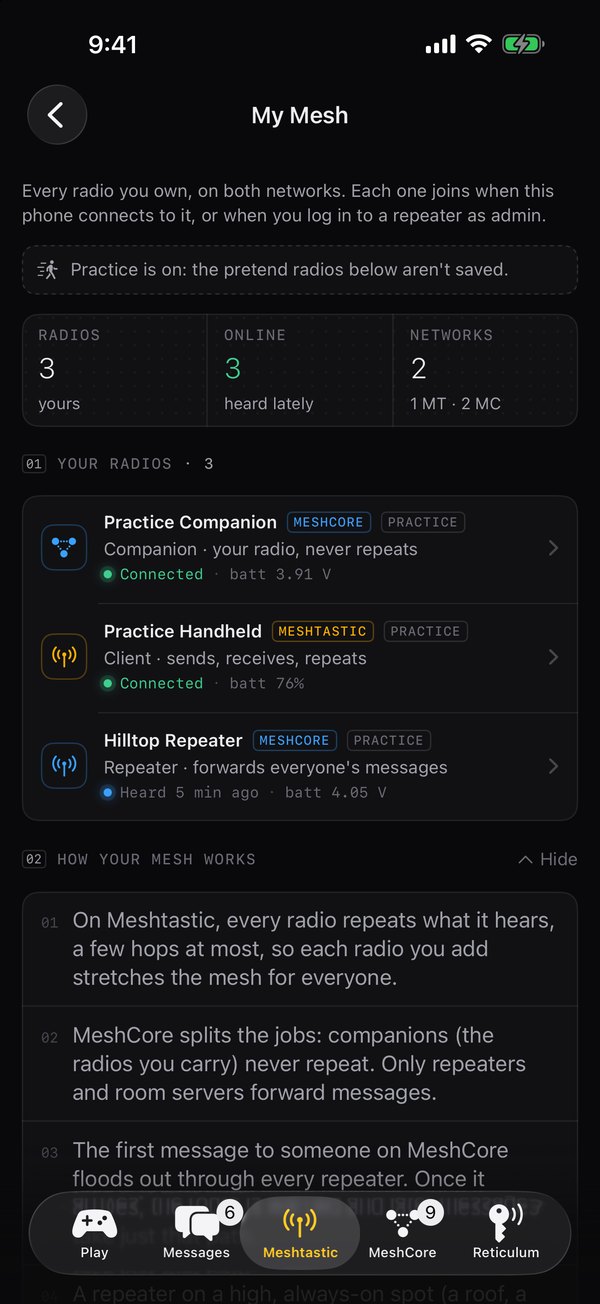 9:41
My Mesh
Every radio you own, on both networks. Each one joins when this
phone connects to it, or when you log in to a repeater as admin.
Practice is on: the pretend radios below aren't saved.
RADIOS
3
yours
ONLINE
3
heard lately
NETWORKS
2
1 MT · 2 MC
01 YOUR RADIOS · 3
Practice Companion MESHCORE PRACTICE
Companion · your radio, never repeats
Connected · batt 3.91 V
Practice Handheld MESHTASTIC PRACTICE
Client · sends, receives, repeats
Connected · batt 76%
Hilltop Repeater MESHCORE PRACTICE
Repeater · forwards everyone's messages
Heard 5 min ago · batt 4.05 V
02 HOW YOUR MESH WORKS Hide
01 On Meshtastic, every radio repeats what it hears,
a few hops at most, so each radio you add
stretches the mesh for everyone.
02 MeshCore splits the jobs: companions (the
radios you carry) never repeat. Only repeaters
and room servers forward messages.
03 The first message to someone on MeshCore
floods out through every repeater. Once it
6 9
Play Messages Meshtastic MeshCore Reticulum
04 A repeater on a high, always-on spot (a roof, a